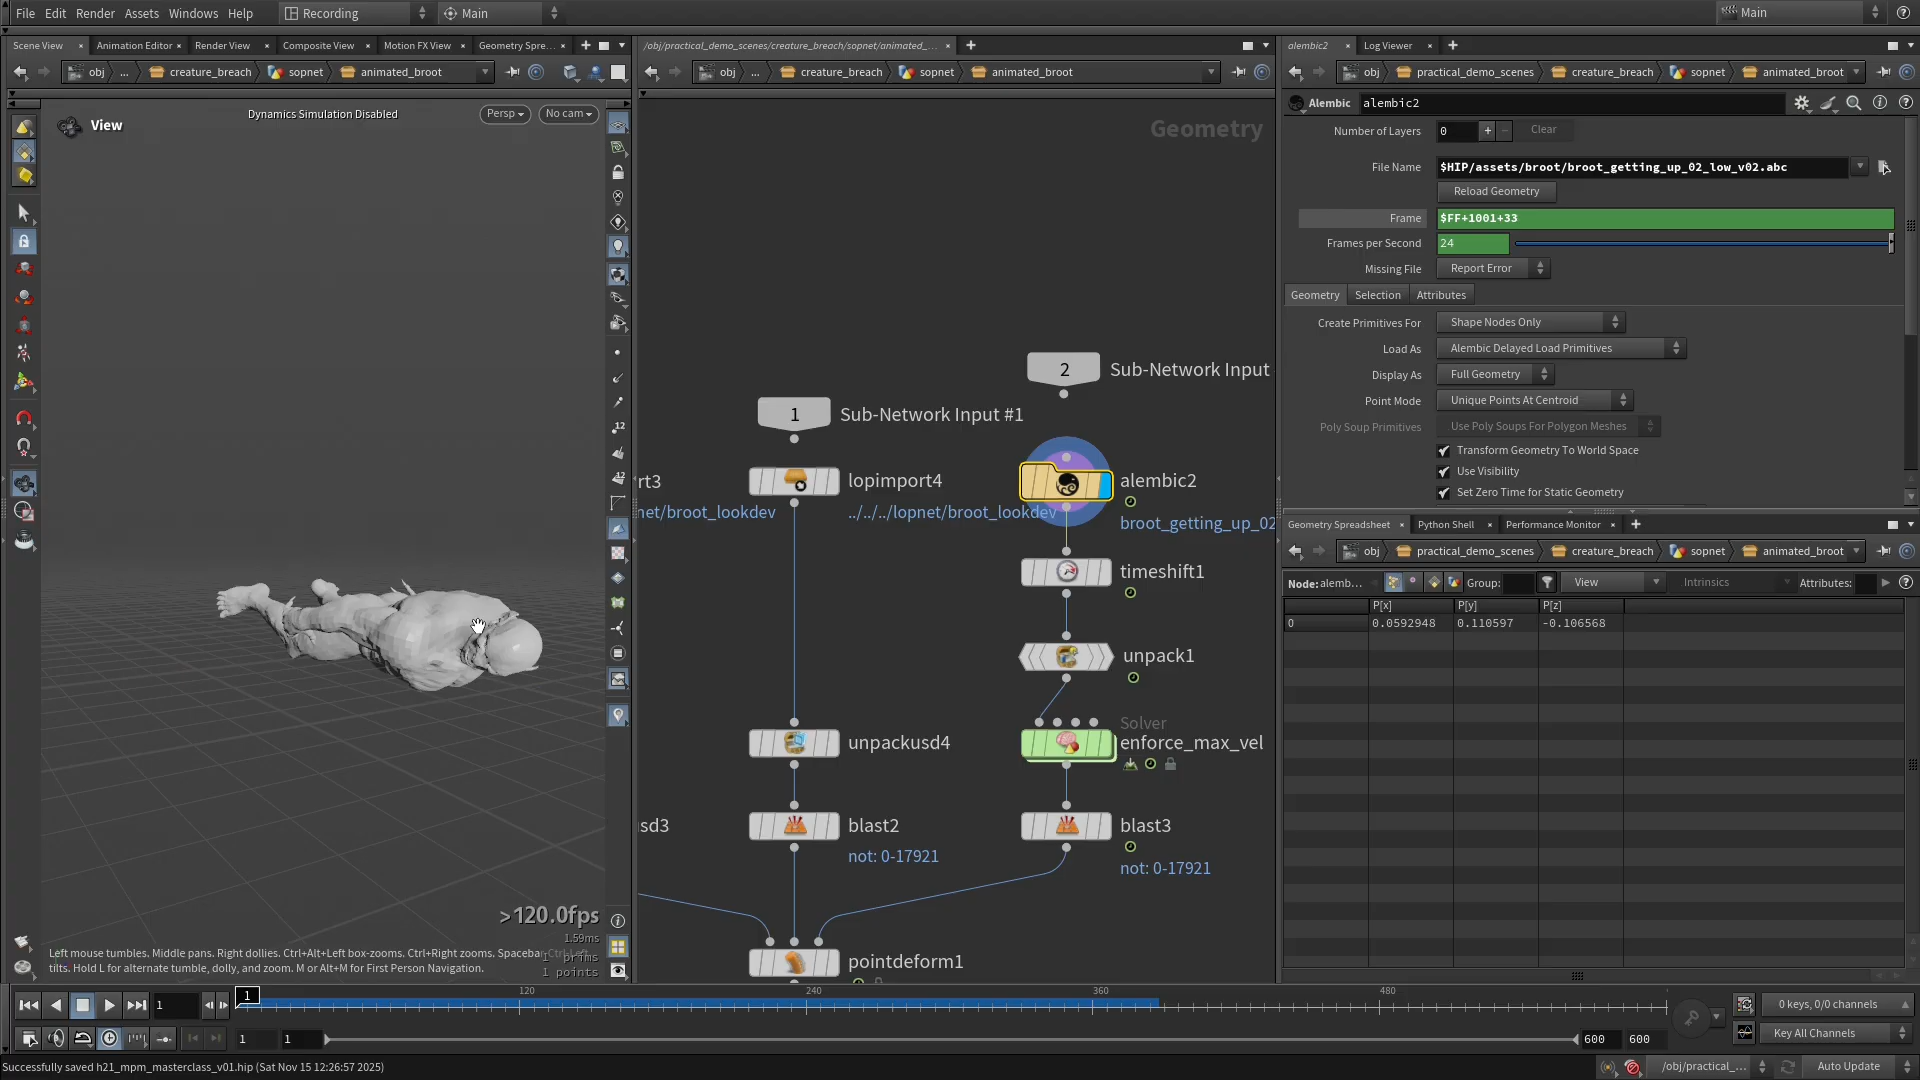 File Edit Render Assets Windows Help Recording Main Main
Scene View Animation Editor Render View Composite View Motion FX View Geometry Spre...
obj ... creature_breach sopnet animated_broot
View
Dynamics Simulation Disabled
Persp No cam
>120.0fps
1.59ms
1 prims
1 points
Left mouse tumbles. Middle pans. Right dollies. Ctrl+Alt+Left box-zooms. Ctrl+Right zooms. Spacebar-Ctrl-Left
tilts. Hold L for alternate tumble, dolly, and zoom. M or Alt+M for First Person Navigation.
/obj/practical_demo_scenes/creature_breach/sopnet/animated_...
obj ... creature_breach sopnet animated_broot
Geometry
2 Sub-Network Input
1 Sub-Network Input #1
rt3
net/broot_lookdev
lopimport4
../../../lopnet/broot_lookdev
alembic2
broot_getting_up_02
timeshift1
unpack1
Solver
unpackusd4
enforce_max_vel
sd3
blast2
not: 0-17921
blast3
not: 0-17921
pointdeform1
alembic2 Log Viewer
obj practical_demo_scenes creature_breach sopnet animated_broot
Alembic alembic2
Number of Layers 0 Clear
File Name $HIP/assets/broot/broot_getting_up_02_low_v02.abc
Reload Geometry
Frame $FF+1001+33
Frames per Second 24
Missing File Report Error
Geometry Selection Attributes
Create Primitives For Shape Nodes Only
Load As Alembic Delayed Load Primitives
Display As Full Geometry
Point Mode Unique Points At Centroid
Poly Soup Primitives Use Poly Soups For Polygon Meshes
Transform Geometry To World Space
Use Visibility
Set Zero Time for Static Geometry
Geometry Spreadsheet Python Shell Performance Monitor
obj practical_demo_scenes creature_breach sopnet animated_broot
Node: alemb... Group: View Intrinsics Attributes:
P[x] P[y] P[z]
0 0.0592948 0.110597 -0.106568
1 1 120 240 360 480
1 1 600 600
0 keys, 0/0 channels
Key All Channels
Successfully saved h21_mpm_masterclass_v01.hip (Sat Nov 15 12:26:57 2025)
/obj/practical_... Auto Update